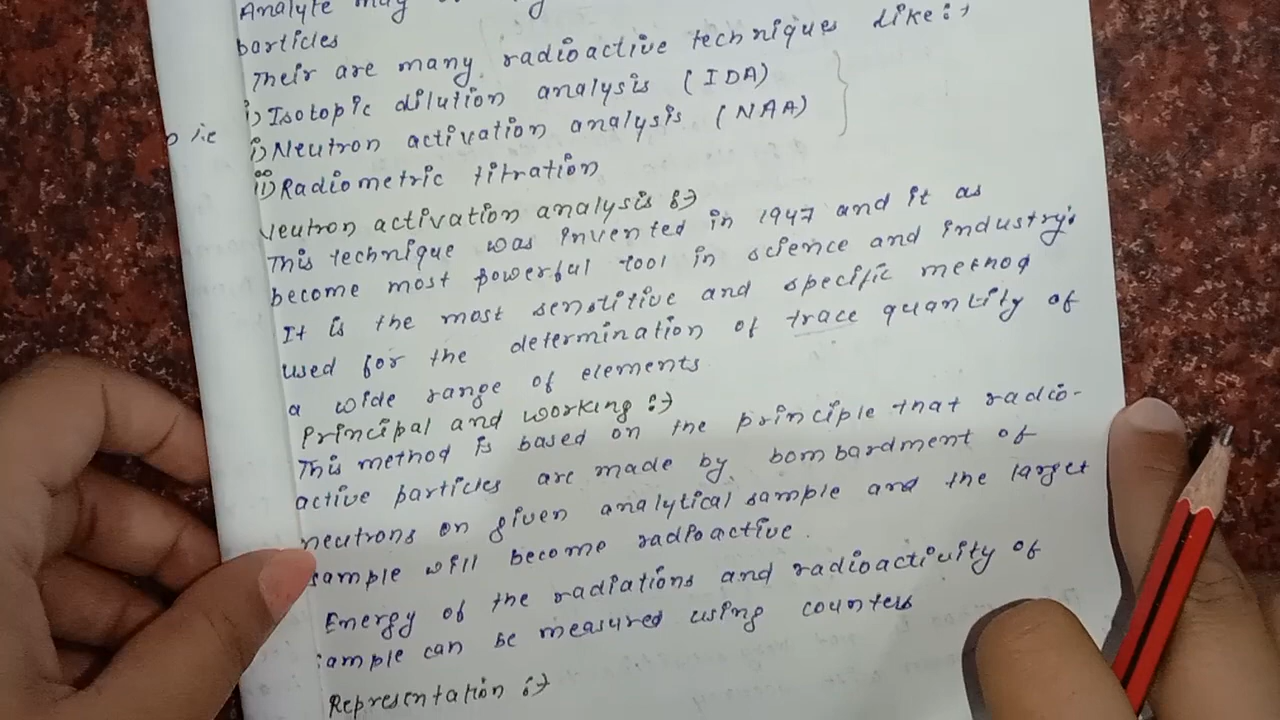 Analyte may
particles
Their are many radioactive techniques like :→
i) Isotopic dilution analysis (IDA)
i) Neutron activation analysis (NAA)
iii) Radiometric titration
Neutron activation analysis :→
This technique was invented in 1947 and it as
become most powerful tool in science and industry.
It is the most senstitive and specific method
used for the determination of trace quantity of
a wide range of elements
Principal and working :→
This method is based on the principle that radio-
active particles are made by bombardment of
neutrons on given analytical sample and the target
sample will become radioactive.
Energy of the radiations and radioactivity of
sample can be measured using counters
Representation :→